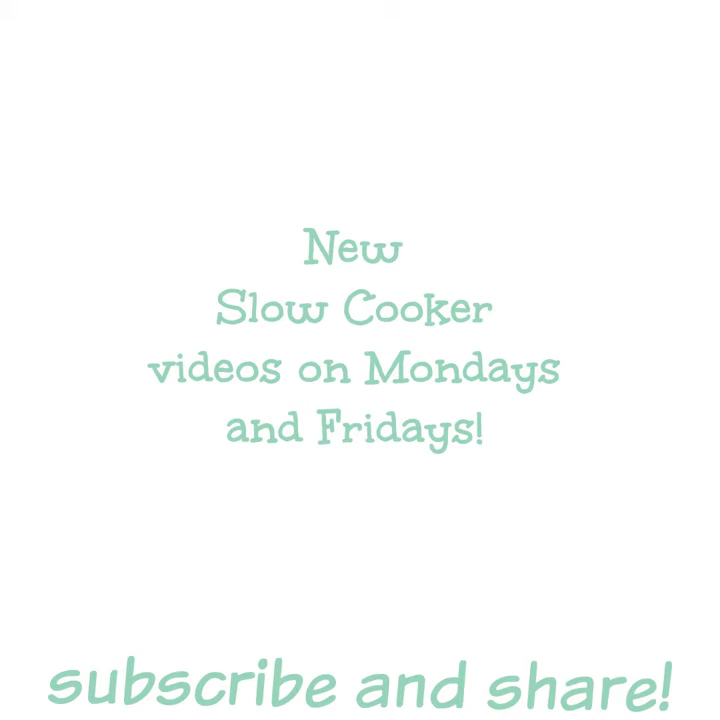 New
Slow Cooker
videos on Mondays
and Fridays!
subscribe and share!